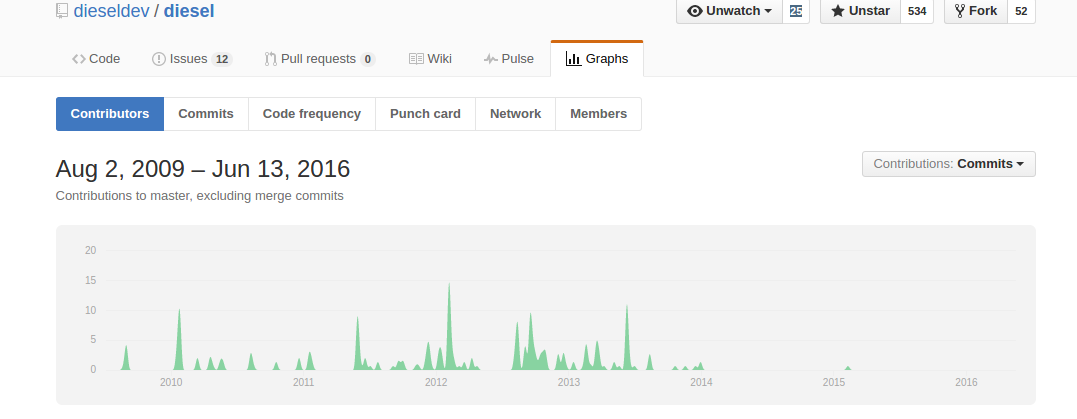 dieseldev / diesel
Unwatch 25 Unstar 534 Fork 52
Code Issues 12 Pull requests 0 Wiki Pulse Graphs
Contributors Commits Code frequency Punch card Network Members
Aug 2, 2009 – Jun 13, 2016
Contributions: Commits
Contributions to master, excluding merge commits
20
15
10
5
0
2010 2011 2012 2013 2014 2015 2016